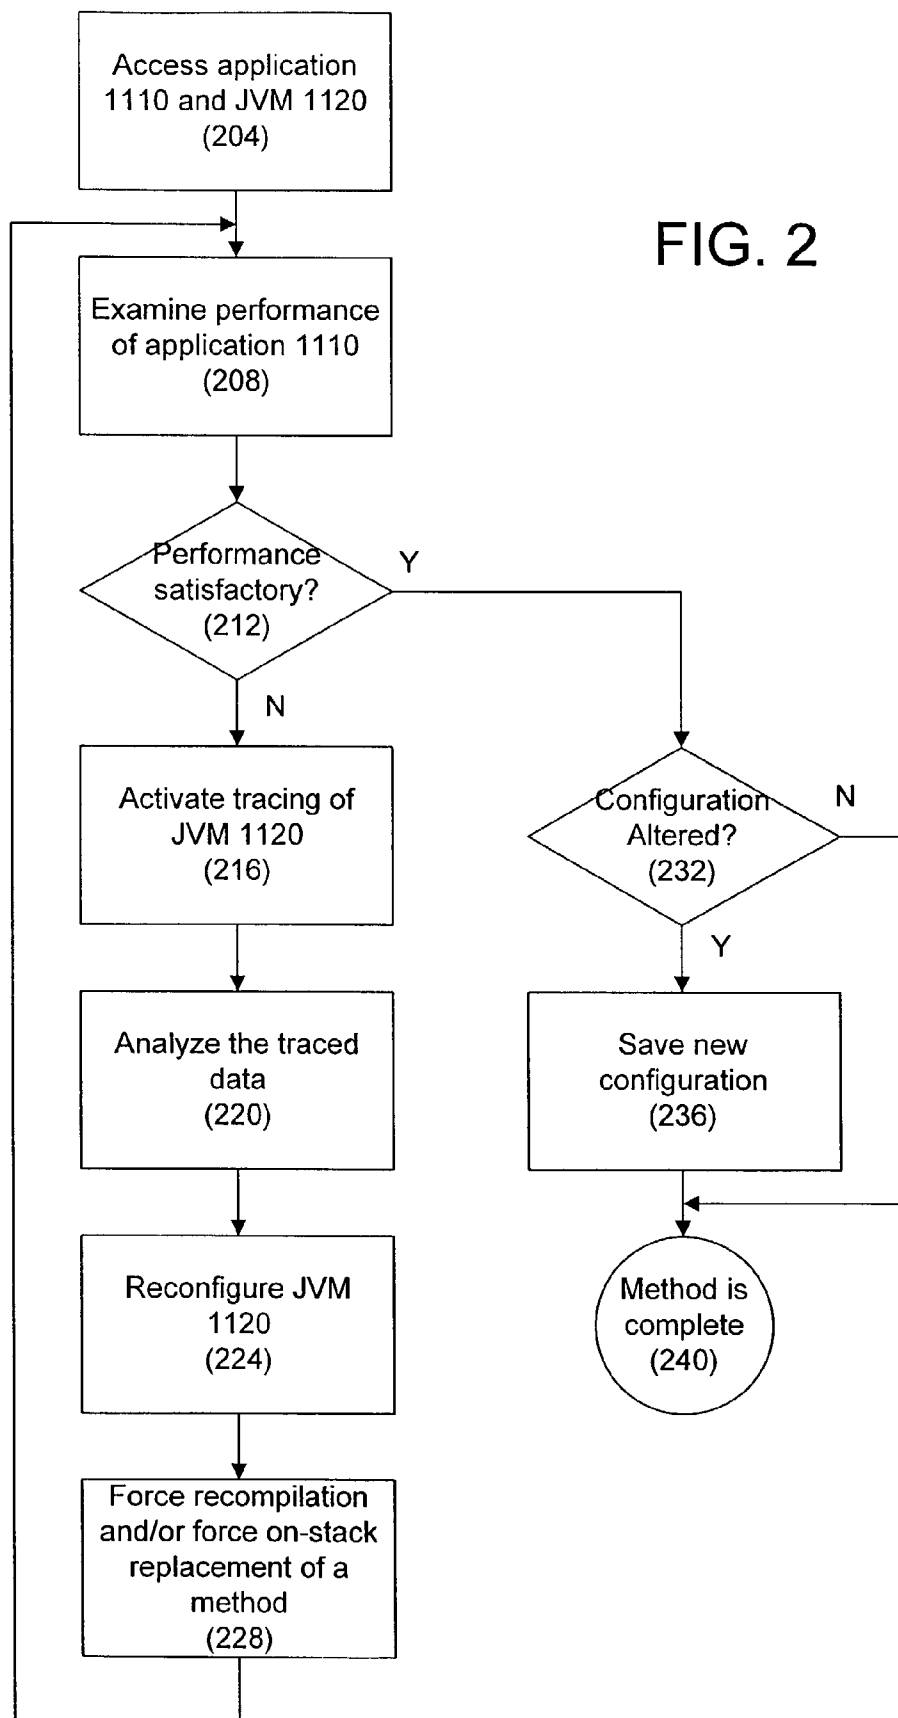 Access application
1110 and JVM 1120
(204)
FIG. 2
Examine performance
of application 1110
(208)
Performance
satisfactory?
(212)
Y
N
Activate tracing of
JVM 1120
(216)
Configuration
Altered?
(232)
N
Y
Analyze the traced
data
(220)
Save new
configuration
(236)
Reconfigure JVM
1120
(224)
Method is
complete
(240)
Force recompilation
and/or force on-stack
replacement of a
method
(228)